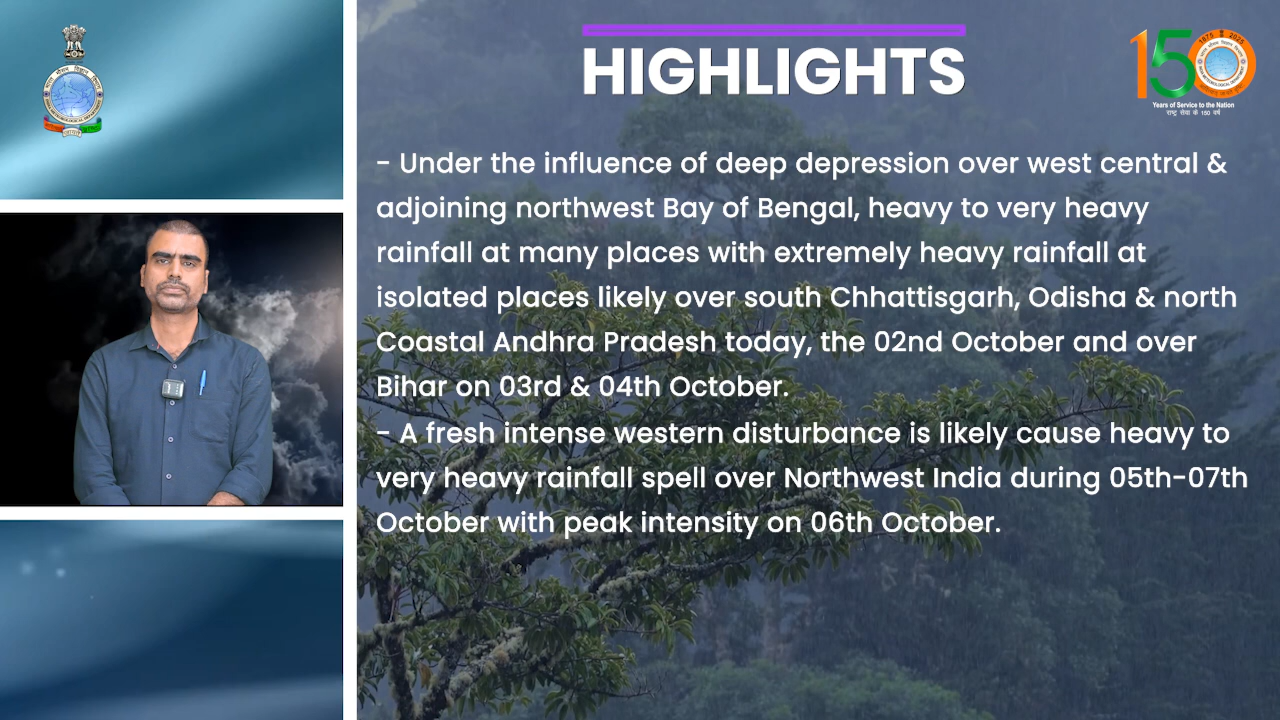 HIGHLIGHTS
150
1875 2025
Years of Service to the Nation
राष्ट्र सेवा के 150 वर्ष
- Under the influence of deep depression over west central &
adjoining northwest Bay of Bengal, heavy to very heavy
rainfall at many places with extremely heavy rainfall at
isolated places likely over south Chhattisgarh, Odisha & north
Coastal Andhra Pradesh today, the 02nd October and over
Bihar on 03rd & 04th October.
- A fresh intense western disturbance is likely cause heavy to
very heavy rainfall spell over Northwest India during 05th-07th
October with peak intensity on 06th October.